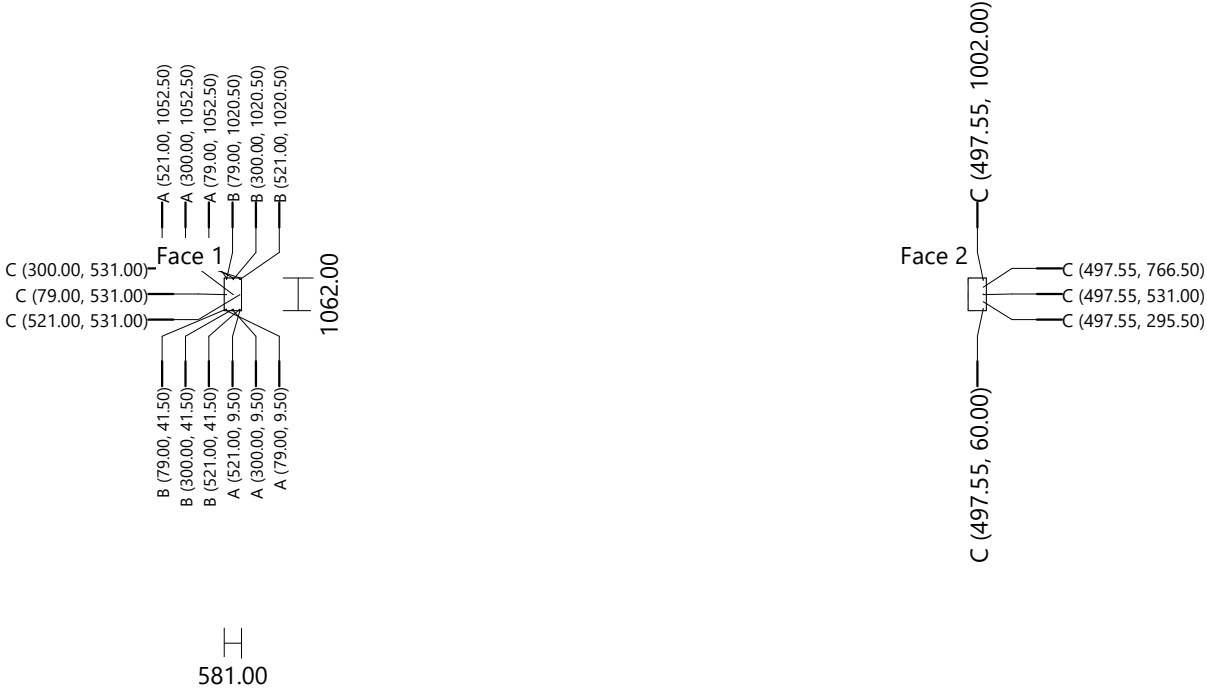 A (521.00, 1052.50)
A (300.00, 1052.50)
A (79.00, 1052.50)
B (79.00, 1020.50)
B (300.00, 1020.50)
B (521.00, 1020.50)
Face 1
C (300.00, 531.00)
C (79.00, 531.00)
C (521.00, 531.00)
1062.00
B (79.00, 41.50)
B (300.00, 41.50)
B (521.00, 41.50)
A (521.00, 9.50)
A (300.00, 9.50)
A (79.00, 9.50)
581.00
C (497.55, 1002.00)
Face 2
C (497.55, 766.50)
C (497.55, 531.00)
C (497.55, 295.50)
C (497.55, 60.00)